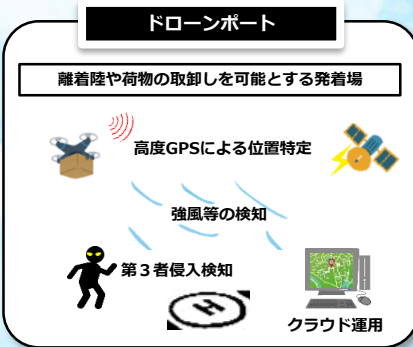 ドローンポート
離着陸や荷物の取卸しを可能とする発着場
高度GPSによる位置特定
強風等の検知
第３者侵入検知
H
クラウド運用